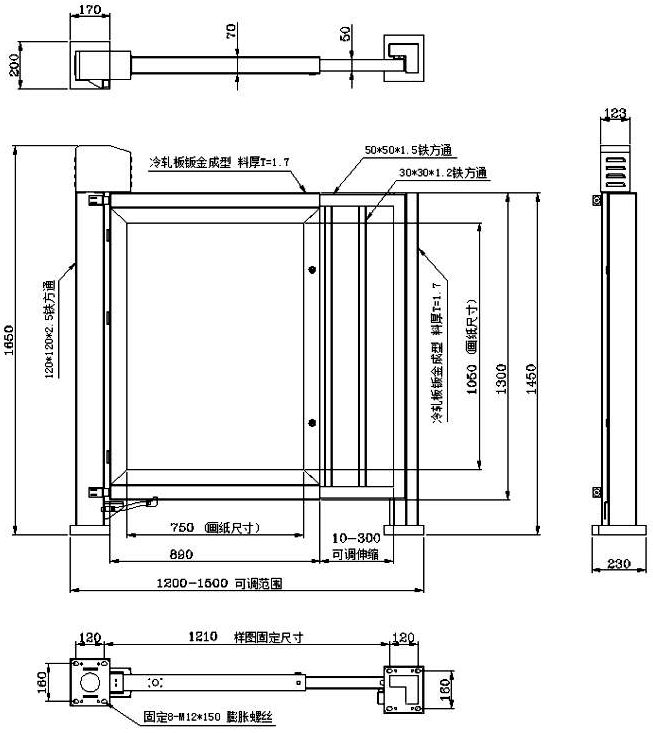 170
200
70
50
123
冷轧板钣金成型 料厚T=1.7
50*50*1.5铁方通
30*30*1.2铁方通
1650
120*120*2.5铁方通
1050 (画纸尺寸)
冷轧板钣金成型 料厚T=1.7
1300
1450
750 (画纸尺寸)
10-300
可调伸缩
890
230
1200-1500 可调范围
120
1210 样图固定尺寸
120
160
160
固定8-M12*150 膨胀螺丝